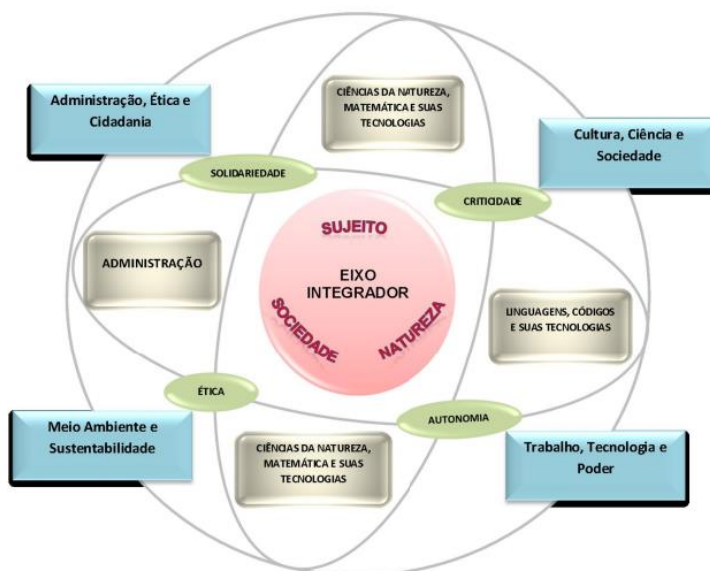 CIÊNCIAS DA NATUREZA,
MATEMÁTICA E SUAS
TECNOLOGIAS
Administração, Ética e
Cidadania
Cultura, Ciência e
Sociedade
SOLIDARIEDADE
CRITICIDADE
SUJEITO
EIXO
INTEGRADOR
SOCIEDADE
NATUREZA
ADMINISTRAÇÃO
LINGUAGENS, CÓDIGOS
E SUAS TECNOLOGIAS
ÉTICA
AUTONOMIA
Meio Ambiente e
Sustentabilidade
CIÊNCIAS DA NATUREZA,
MATEMÁTICA E SUAS
TECNOLOGIAS
Trabalho, Tecnologia e
Poder